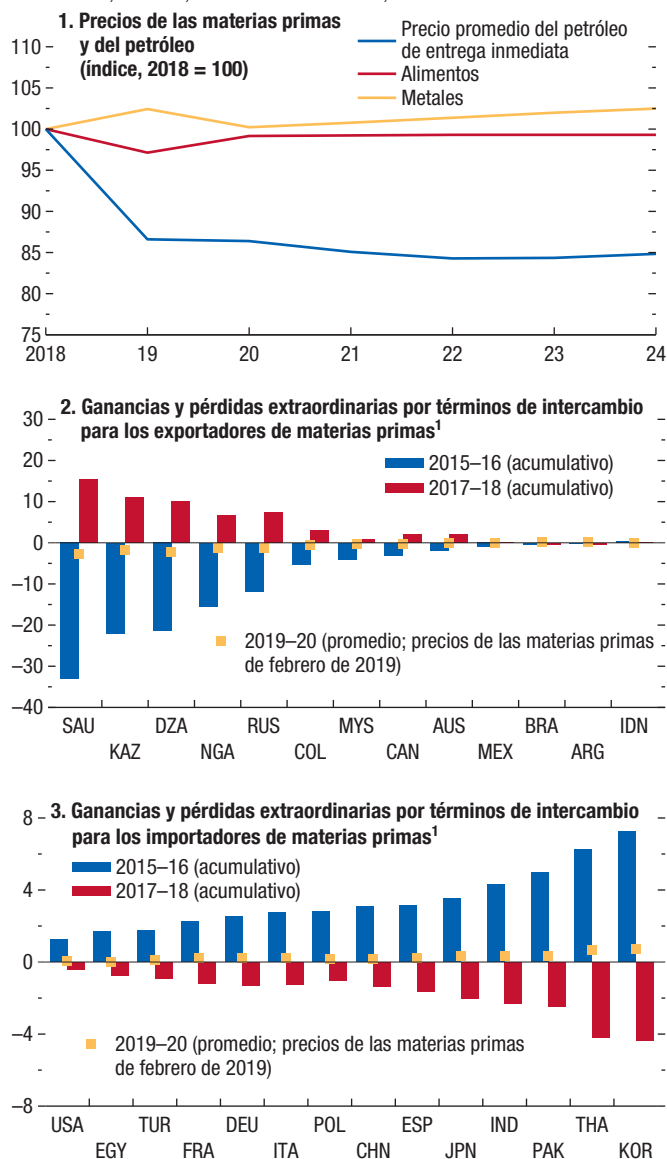 1. Precios de las materias primas
y del petróleo
(índice, 2018 = 100)
Precio promedio del petróleo
de entrega inmediata
Alimentos
Metales
110
105
100
95
90
85
80
75
2018 19 20 21 22 23 24
2. Ganancias y pérdidas extraordinarias por términos de intercambio
para los exportadores de materias primas¹
2015–16 (acumulativo)
2017–18 (acumulativo)
2019–20 (promedio; precios de las materias primas
de febrero de 2019)
30
20
10
0
–10
–20
–30
–40
SAU DZA RUS MYS AUS BRA IDN
KAZ NGA COL CAN MEX ARG
3. Ganancias y pérdidas extraordinarias por términos de intercambio
para los importadores de materias primas¹
2015–16 (acumulativo)
2017–18 (acumulativo)
2019–20 (promedio; precios de las materias primas
de febrero de 2019)
8
4
0
–4
–8
USA TUR DEU POL ESP IND THA
EGY FRA ITA CHN JPN PAK KOR